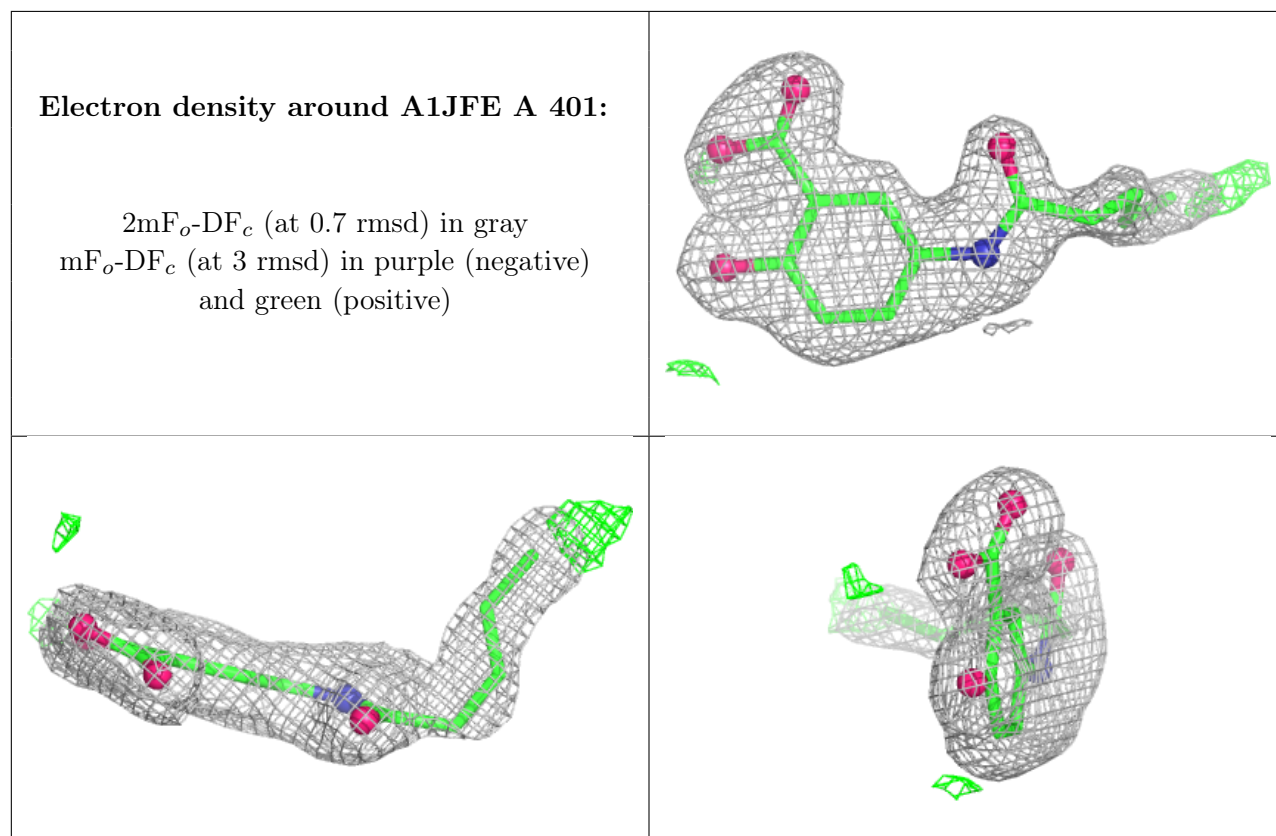 Electron density around A1JFE A 401:
2mFo-DFc (at 0.7 rmsd) in gray
mFo-DFc (at 3 rmsd) in purple (negative)
and green (positive)